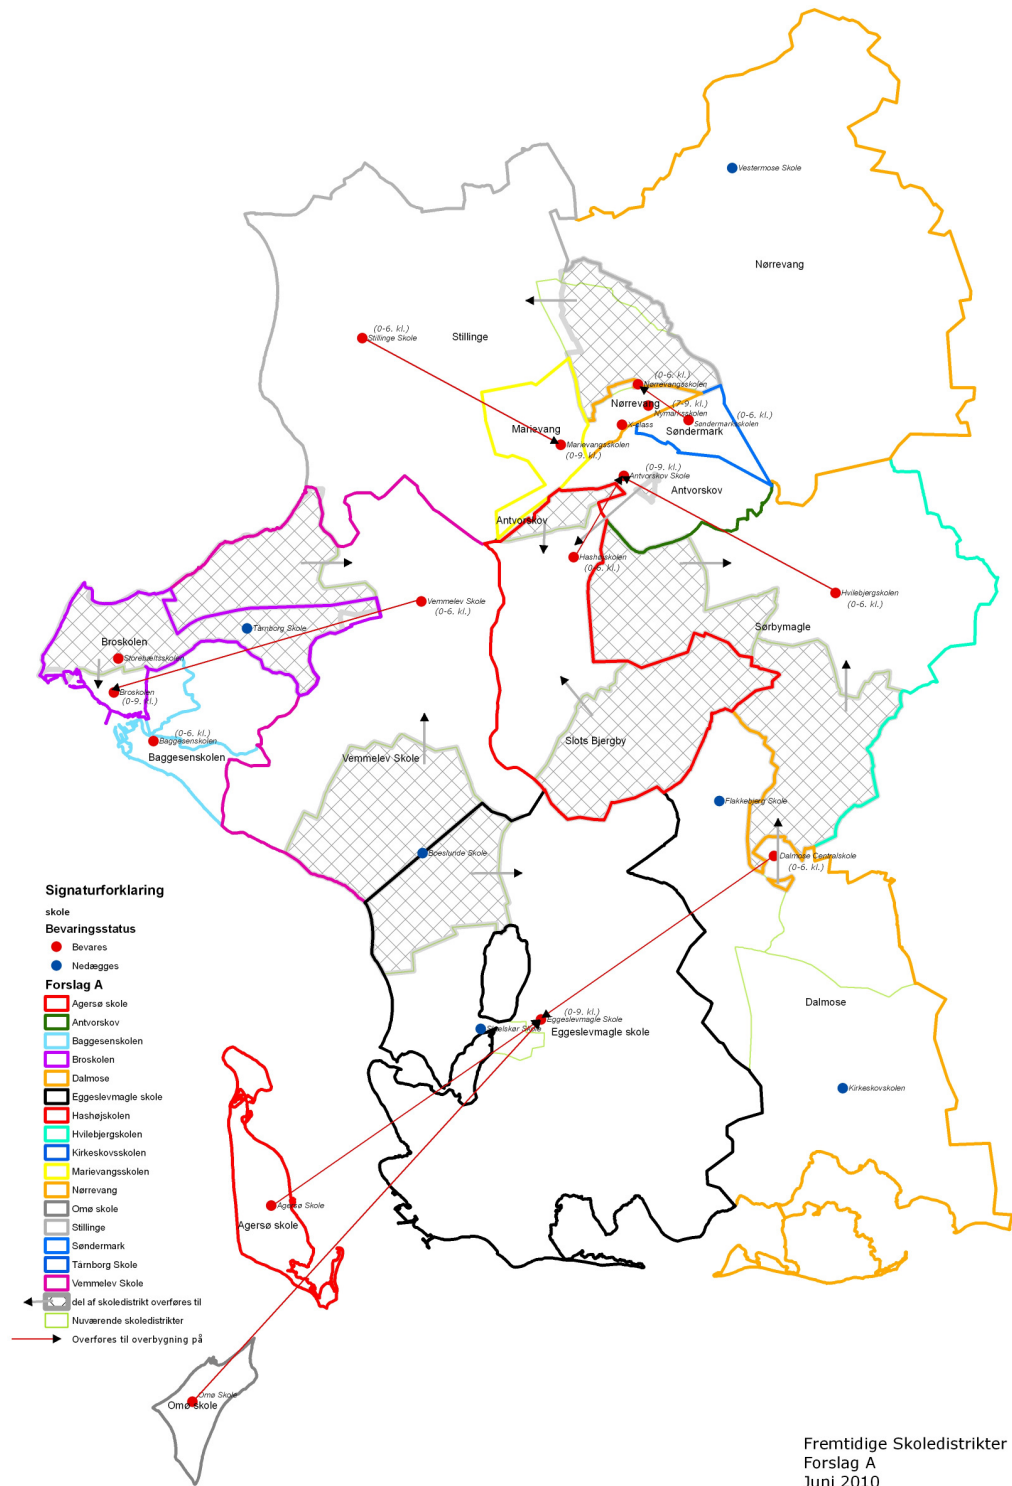 Vestermose Skole
Nørrevang
(0-6. kl.)
Stillinge Skole
Stillinge
(0-6. kl.)
Nørrevangsskolen
Nørrevang
(7-9. kl.)
Nymarksskolen
(0-6. kl.)
Søndermarksskolen
Søndermark
x-class
Marievang
Marievangsskolen
(0-9. kl.)
(0-9. kl.)
Antvorskov Skole
Antvorskov
Antvorskov
Hashøjskolen
(0-6. kl.)
Hvilebjergskolen
(0-6. kl.)
Vemmelev Skole
(0-6. kl.)
Sørbymagle
Tårnborg Skole
Broskolen
Storebæltsskolen
Broskolen
(0-9. kl.)
(0-6. kl.)
Baggesenskolen
Baggesenskolen
Vemmelev Skole
Slots Bjergby
Flakkebjerg Skole
Boeslunde Skole
Dalmose Centralskole
(0-6. kl.)
Dalmose
(0-9. kl.)
Eggeslevmagle Skole
Eggeslevmagle skole
Skælskør Skole
Kirkeskovskolen
Agersø Skole
Agersø skole
Omø Skole
Omø skole
Signaturforklaring
skole
Bevaringsstatus
Bevares
Nedægges
Forslag A
Agersø skole
Antvorskov
Baggesenskolen
Broskolen
Dalmose
Eggeslevmagle skole
Hashøjskolen
Hvilebjergskolen
Kirkeskovsskolen
Marievangsskolen
Nørrevang
Omø skole
Stillinge
Søndermark
Tårnborg Skole
Vemmelev Skole
del af skoledistrikt overføres til
Nuværende skoledistrikter
Overføres til overbygning på
Fremtidige Skoledistrikter
Forslag A
Juni 2010